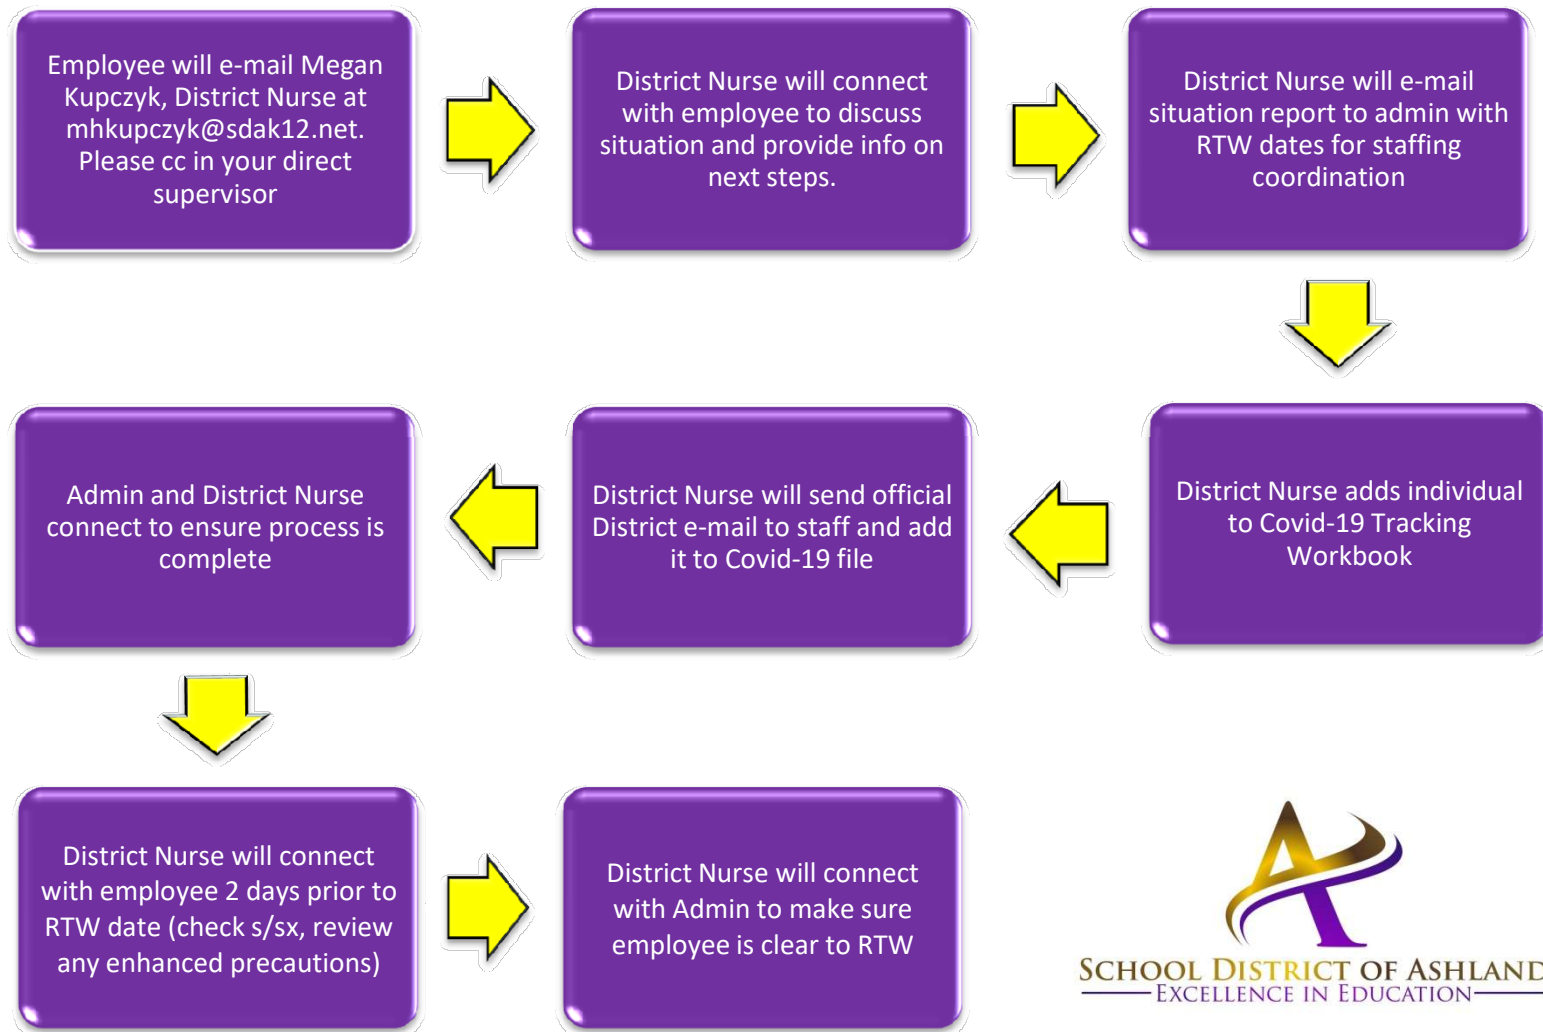 Employee will e-mail Megan
Kupczyk, District Nurse at
mhkupczyk@sdak12.net.
Please cc in your direct
supervisor
District Nurse will connect
with employee to discuss
situation and provide info on
next steps.
District Nurse will e-mail
situation report to admin with
RTW dates for staffing
coordination
District Nurse adds individual
to Covid-19 Tracking
Workbook
District Nurse will send official
District e-mail to staff and add
it to Covid-19 file
Admin and District Nurse
connect to ensure process is
complete
District Nurse will connect
with employee 2 days prior to
RTW date (check s/sx, review
any enhanced precautions)
District Nurse will connect
with Admin to make sure
employee is clear to RTW
A
SCHOOL DISTRICT OF ASHLAND
EXCELLENCE IN EDUCATION